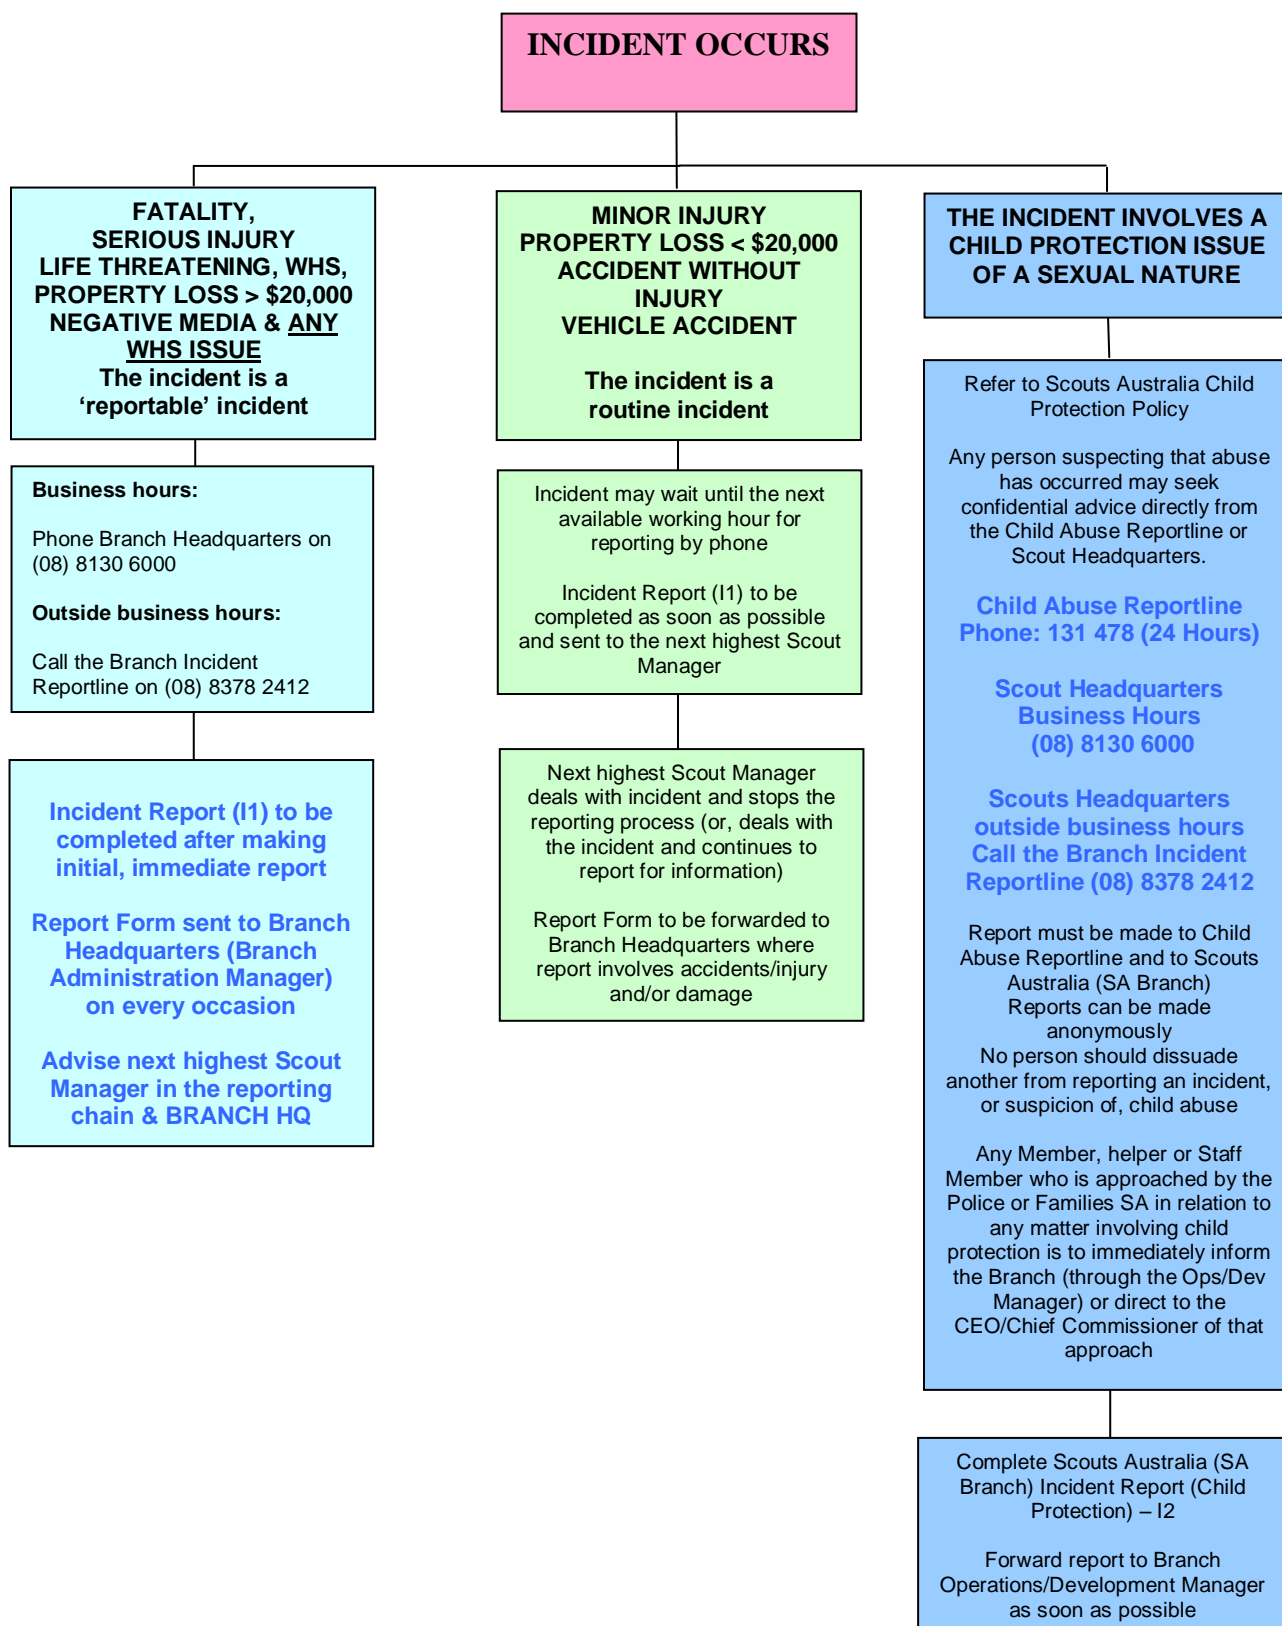 INCIDENT OCCURS
FATALITY,
SERIOUS INJURY
LIFE THREATENING, WHS,
PROPERTY LOSS > $20,000
NEGATIVE MEDIA & ANY
WHS ISSUE
The incident is a
‘reportable’ incident
Business hours:
Phone Branch Headquarters on
(08) 8130 6000
Outside business hours:
Call the Branch Incident
Reportline on (08) 8378 2412
Incident Report (I1) to be
completed after making
initial, immediate report
Report Form sent to Branch
Headquarters (Branch
Administration Manager)
on every occasion
Advise next highest Scout
Manager in the reporting
chain & BRANCH HQ
MINOR INJURY
PROPERTY LOSS < $20,000
ACCIDENT WITHOUT
INJURY
VEHICLE ACCIDENT
The incident is a
routine incident
Incident may wait until the next
available working hour for
reporting by phone
Incident Report (I1) to be
completed as soon as possible
and sent to the next highest Scout
Manager
Next highest Scout Manager
deals with incident and stops the
reporting process (or, deals with
the incident and continues to
report for information)
Report Form to be forwarded to
Branch Headquarters where
report involves accidents/injury
and/or damage
THE INCIDENT INVOLVES A
CHILD PROTECTION ISSUE
OF A SEXUAL NATURE
Refer to Scouts Australia Child
Protection Policy
Any person suspecting that abuse
has occurred may seek
confidential advice directly from
the Child Abuse Reportline or
Scout Headquarters.
Child Abuse Reportline
Phone: 131 478 (24 Hours)
Scout Headquarters
Business Hours
(08) 8130 6000
Scouts Headquarters
outside business hours
Call the Branch Incident
Reportline (08) 8378 2412
Report must be made to Child
Abuse Reportline and to Scouts
Australia (SA Branch)
Reports can be made
anonymously
No person should dissuade
another from reporting an incident,
or suspicion of, child abuse
Any Member, helper or Staff
Member who is approached by the
Police or Families SA in relation to
any matter involving child
protection is to immediately inform
the Branch (through the Ops/Dev
Manager) or direct to the
CEO/Chief Commissioner of that
approach
Complete Scouts Australia (SA
Branch) Incident Report (Child
Protection) – I2
Forward report to Branch
Operations/Development Manager
as soon as possible